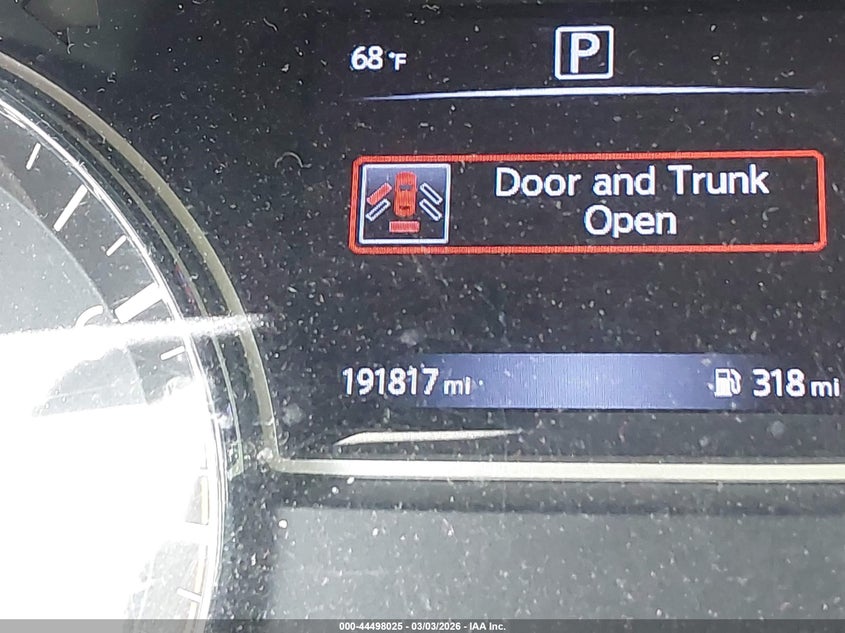 68°F P
Door and Trunk
Open
191817 mi 318 mi
000-44498025 - 03/03/2026 - IAA Inc.